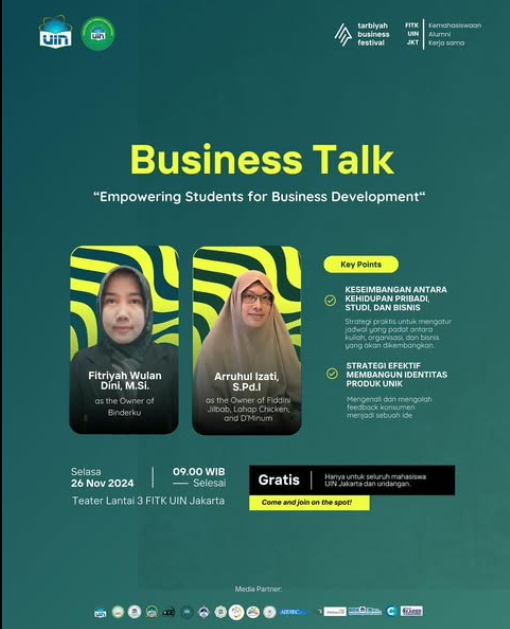 uin
uin
tarbiyah
business
festival
FITK
UIN
JKT
Kemahasiswaan
Alumni
Kerja sama
Business Talk
“Empowering Students for Business Development“
Fitriyah Wulan
Dini, M.Si.
as the Owner of
Binderku
Arruhul Izati,
S.Pd.I
as the Owner of Fiddini
Jilbab, Lahap Chicken,
and D'Minum
Key Points
KESEIMBANGAN ANTARA
KEHIDUPAN PRIBADI,
STUDI, DAN BISNIS
Strategi praktis untuk mengatur
jadwal yang padat antara
kuliah, organisasi, dan bisnis
yang akan dikembangkan.
STRATEGI EFEKTIF
MEMBANGUN IDENTITAS
PRODUK UNIK
Mengenali dan mengolah
feedback konsumen
menjadi sebuah ide
Selasa
26 Nov 2024
09.00 WIB
— Selesai
Teater Lantai 3 FITK UIN Jakarta
Gratis
Hanya untuk seluruh mahasiswa
UIN Jakarta dan undangan.
Come and join on the spot!
Media Partner: